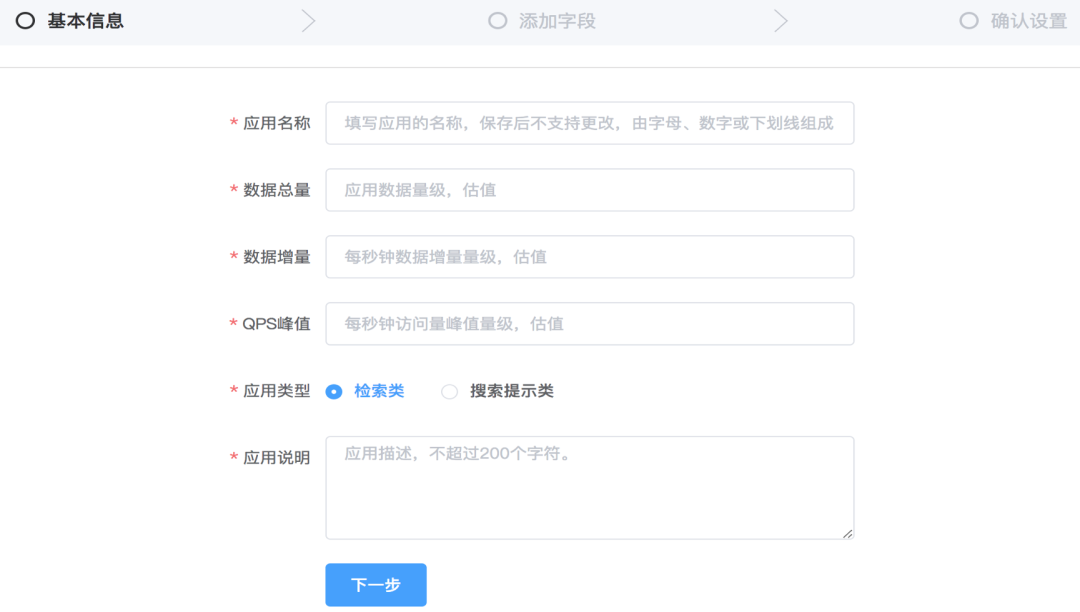 基本信息 添加字段 确认设置
* 应用名称 填写应用的名称，保存后不支持更改，由字母、数字或下划线组成
* 数据总量 应用数据量级，估值
* 数据增量 每秒钟数据增量量级，估值
* QPS峰值 每秒钟访问量峰值量级，估值
* 应用类型 检索类 搜索提示类
* 应用说明 应用描述，不超过200个字符。
下一步